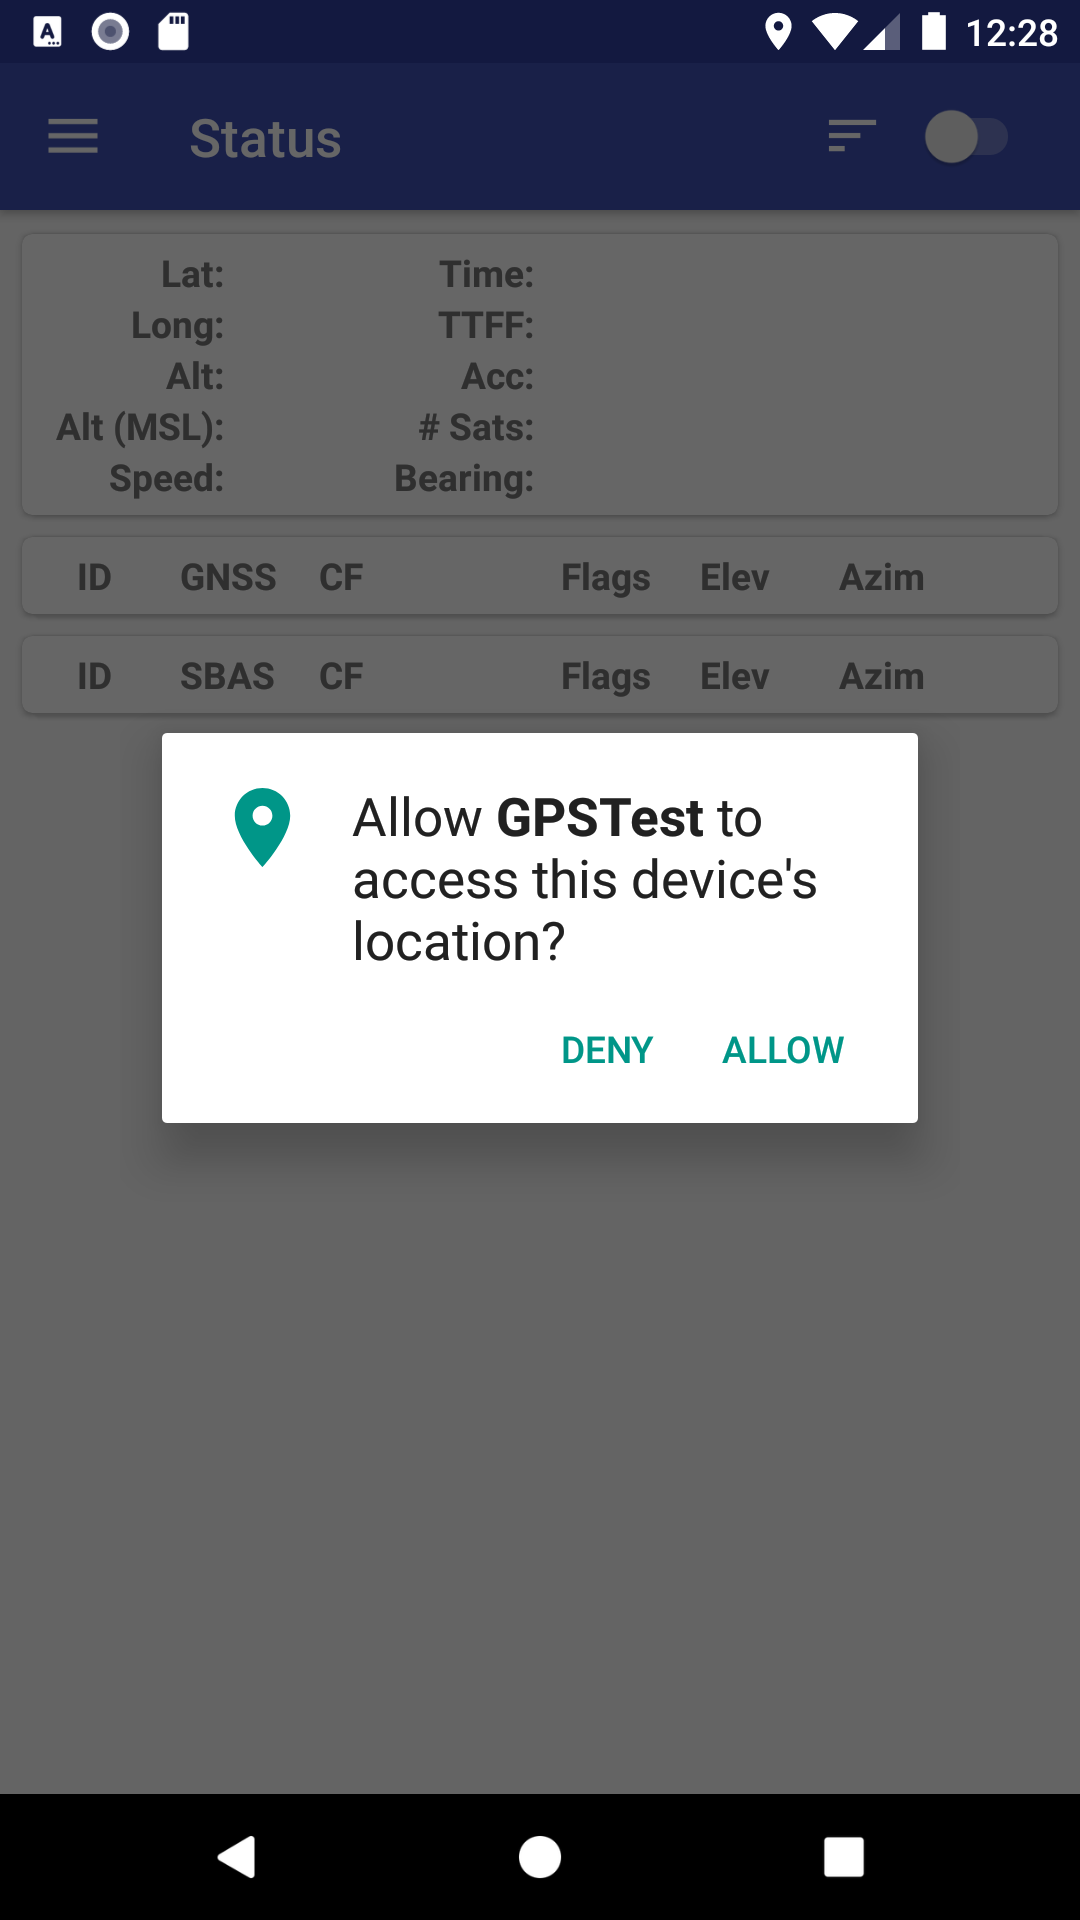 12:28
Status
Lat: Time:
Long: TTFF:
Alt: Acc:
Alt (MSL): # Sats:
Speed: Bearing:
ID GNSS CF Flags Elev Azim
ID SBAS CF Flags Elev Azim
Allow GPSTest to
access this device's
location?
DENY ALLOW